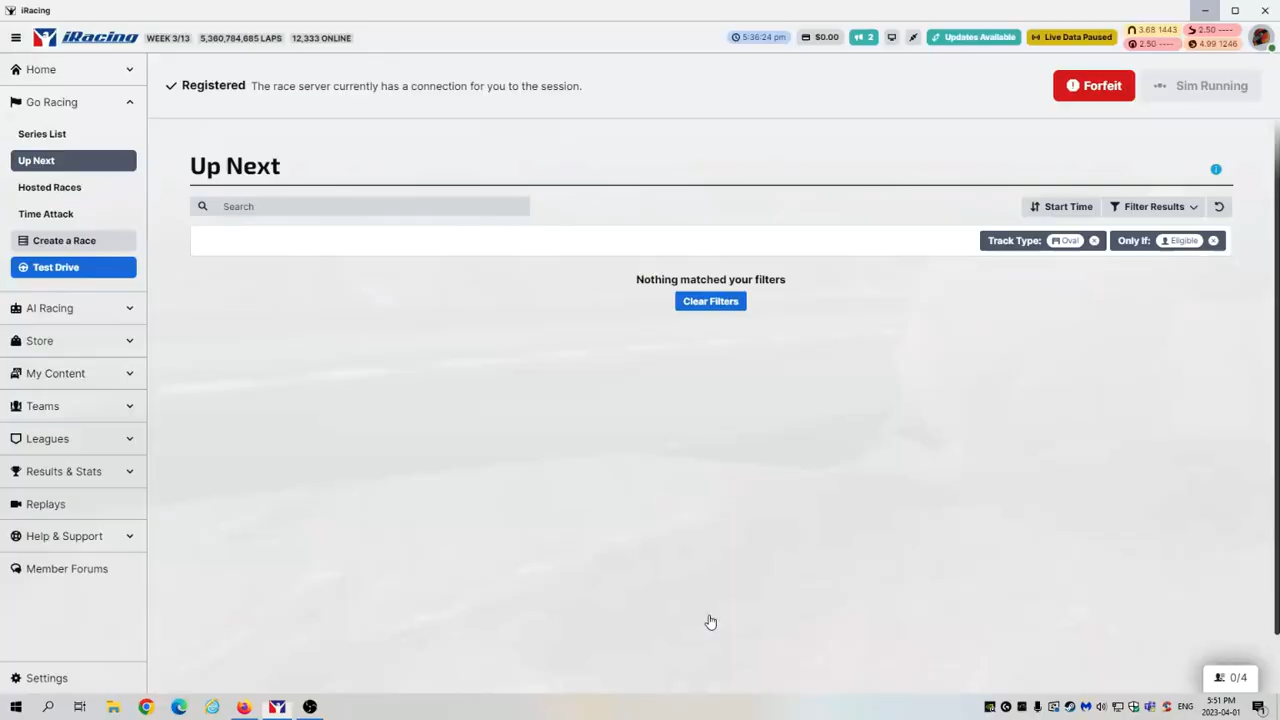 iRacing
iRacing WEEK 3/13 5,360,784,685 LAPS 12,333 ONLINE 5:36:24 pm $0.00 2 Updates Available Live Data Paused
3.68 1443 2.50 ----
2.50 ---- 4.99 1246
Home
Go Racing
Series List
Up Next
Hosted Races
Time Attack
Create a Race
Test Drive
AI Racing
Store
My Content
Teams
Leagues
Results & Stats
Replays
Help & Support
Member Forums
Settings
Registered The race server currently has a connection for you to the session.
Forfeit
Sim Running
Up Next
Search
Start Time
Filter Results
Track Type: Oval
Only If: Eligible
Nothing matched your filters
Clear Filters
0/4
ENG
5:51 PM
2023-04-01